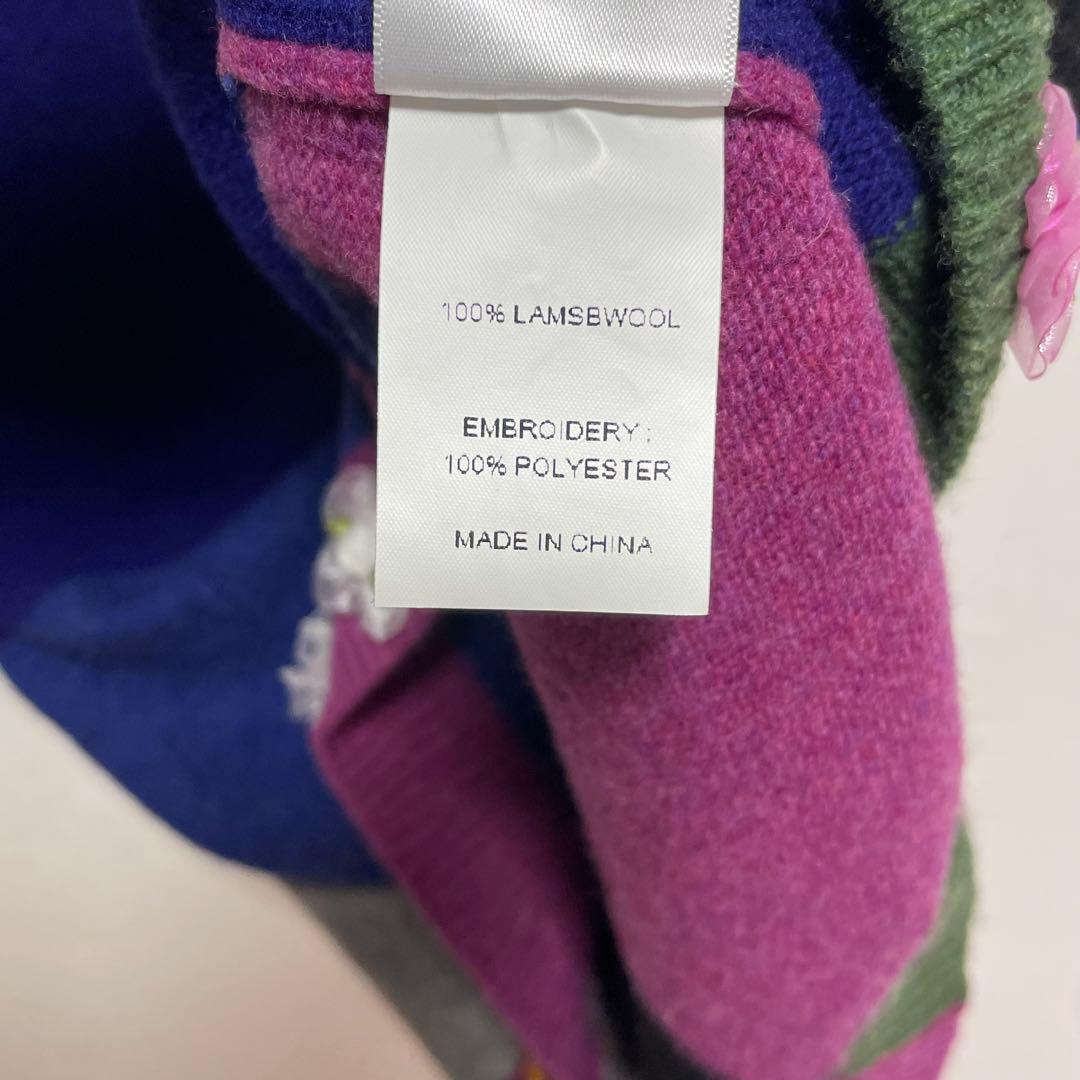 100% LAMSBWOOL
EMBROIDERY :
100% POLYESTER
MADE IN CHINA